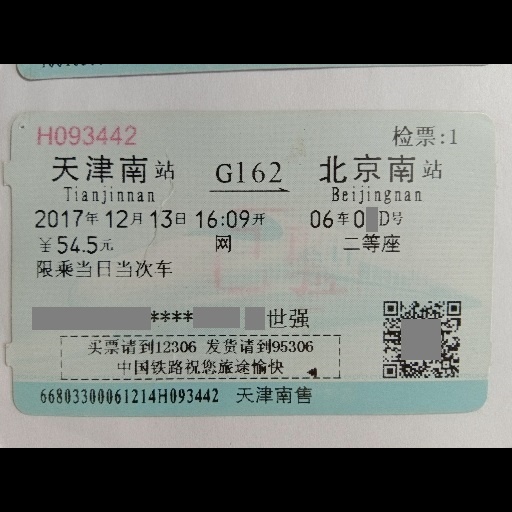 H093442 检票:1
天津南站 G162 北京南站
Tianjinnan Beijingnan
2017年12月13日16:09开 06车0D号
￥54.5元 网 二等座
限乘当日当次车
**** 世强
买票请到12306 发货请到95306
中国铁路祝您旅途愉快
66803300061214H093442 天津南售